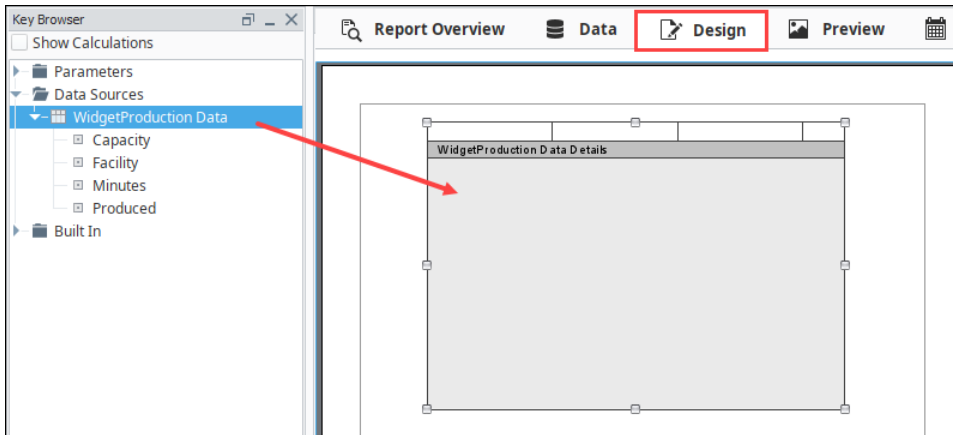 Key Browser
Show Calculations
Parameters
Data Sources
WidgetProduction Data
Capacity
Facility
Minutes
Produced
Built In
Report Overview Data Design Preview
WidgetProduction Data Details